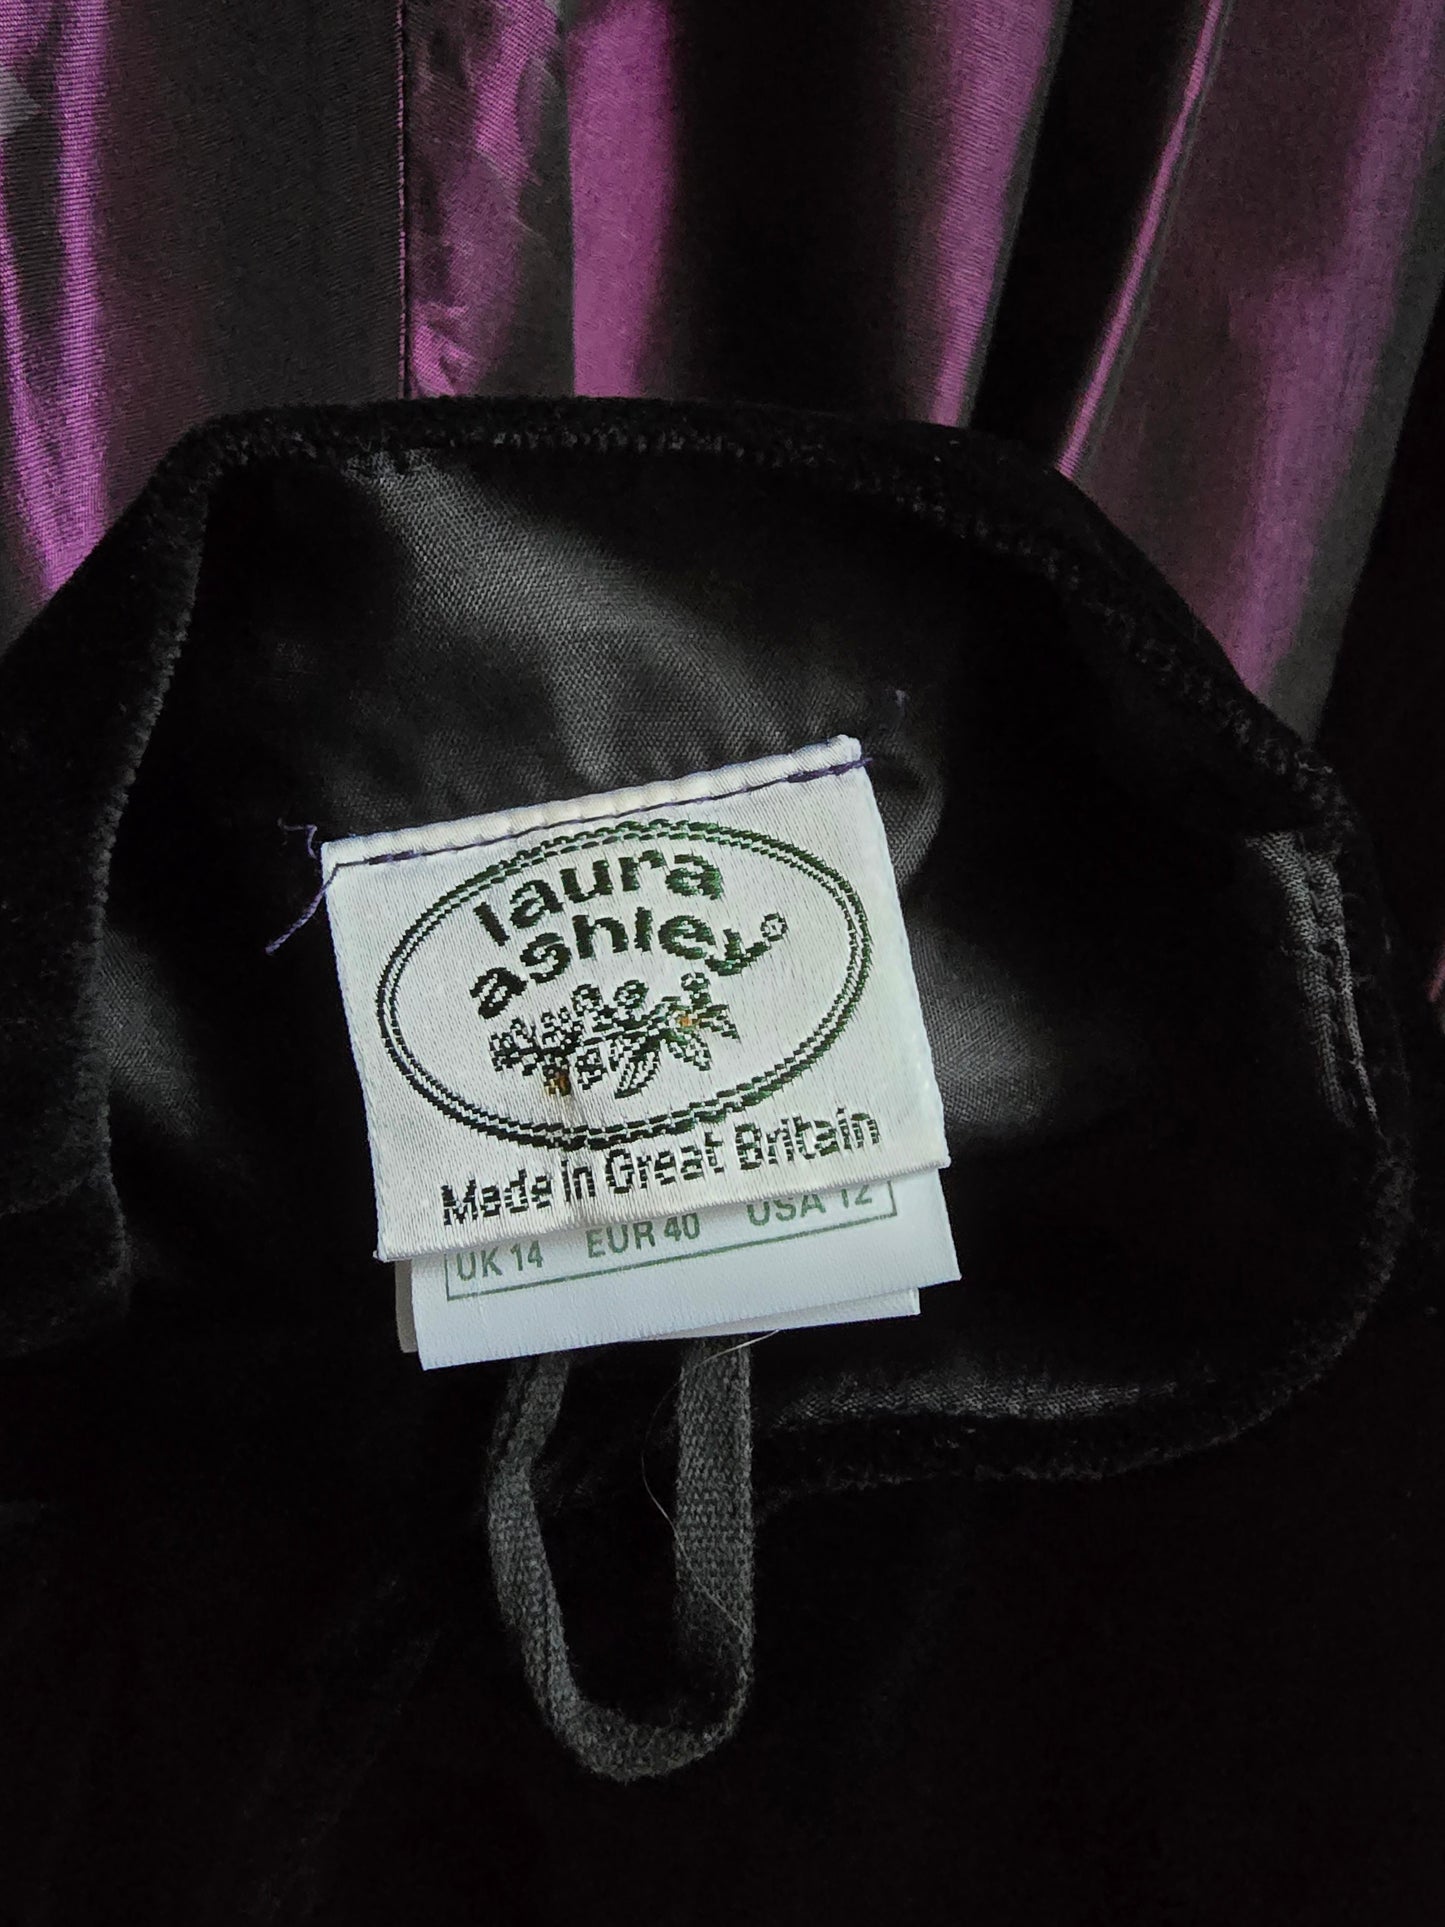 laura
ashley®
Made in Great Britain
UK 14 EUR 40 USA 12